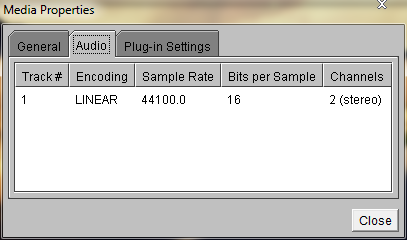 Media Properties
General Audio Plug-in Settings
Track # Encoding Sample Rate Bits per Sample Channels
1 LINEAR 44100.0 16 2 (stereo)
Close